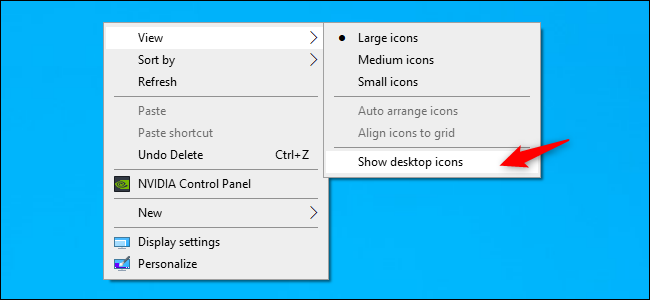 View
Sort by
Refresh
Paste
Paste shortcut
Undo Delete Ctrl+Z
NVIDIA Control Panel
New
Display settings
Personalize
Large icons
Medium icons
Small icons
Auto arrange icons
Align icons to grid
Show desktop icons